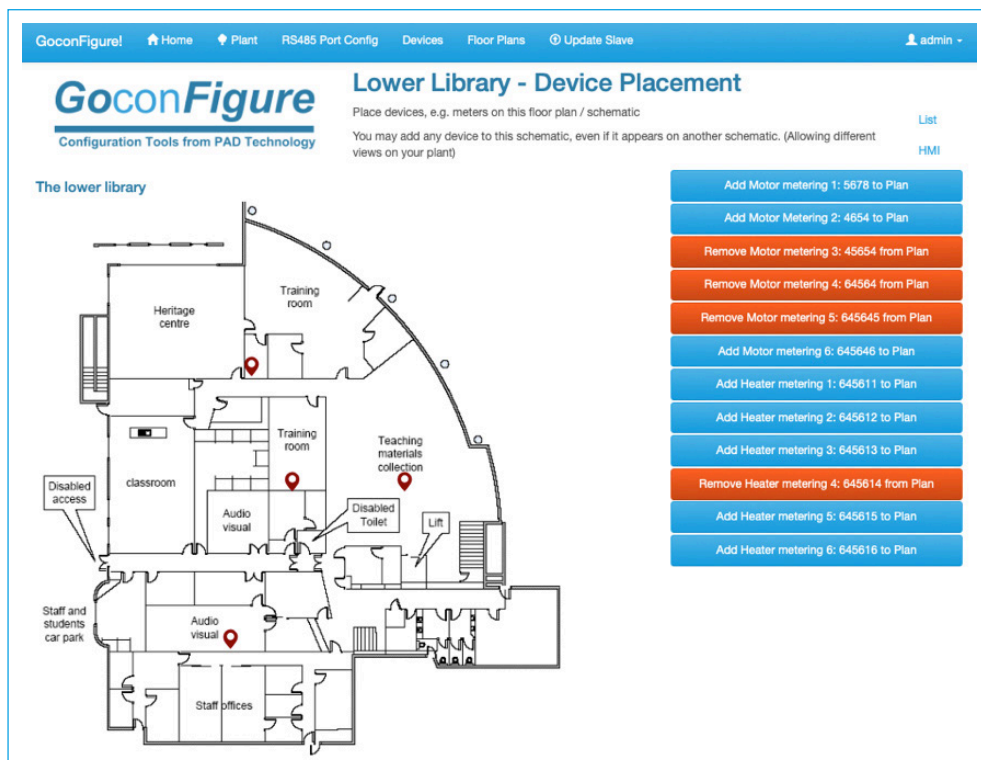 GoconFigure! Home Plant RS485 Port Config Devices Floor Plans Update Slave admin
GoconFigure
Configuration Tools from PAD Technology
Lower Library - Device Placement
Place devices, e.g. meters on this floor plan / schematic
You may add any device to this schematic, even if it appears on another schematic. (Allowing different
views on your plant)
List
HMI
The lower library
Heritage
centre
Training
room
classroom
Training
room
Teaching
materials
collection
Disabled
access
Audio
visual
Disabled
Toilet
Lift
Staff and
students
car park
Audio
visual
Staff offices
Add Motor metering 1: 5678 to Plan
Add Motor Metering 2: 4654 to Plan
Remove Motor metering 3: 45654 from Plan
Remove Motor metering 4: 64564 from Plan
Remove Motor metering 5: 645645 from Plan
Add Motor metering 6: 645646 to Plan
Add Heater metering 1: 645611 to Plan
Add Heater metering 2: 645612 to Plan
Add Heater metering 3: 645613 to Plan
Remove Heater metering 4: 645614 from Plan
Add Heater metering 5: 645615 to Plan
Add Heater metering 6: 645616 to Plan